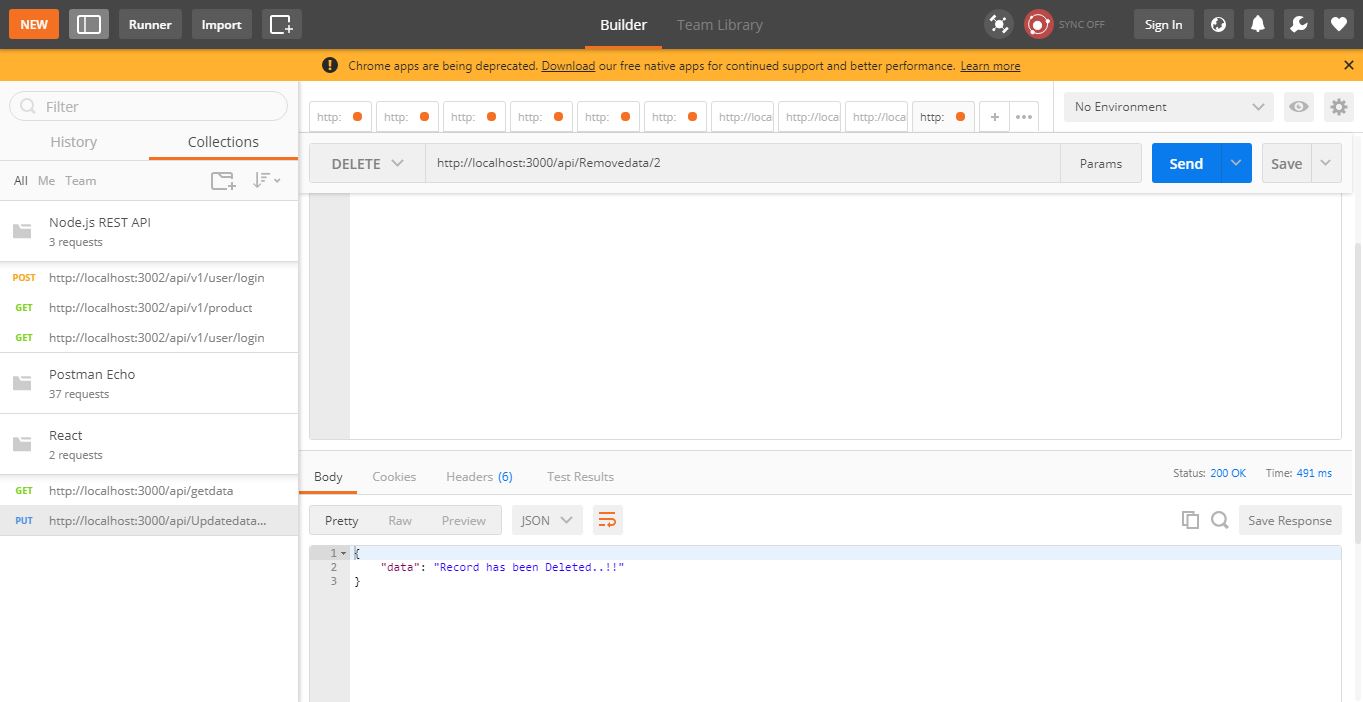 NEW Runner Import Builder Team Library SYNC OFF Sign In
! Chrome apps are being deprecated. Download our free native apps for continued support and better performance. Learn more
Filter
History Collections
All Me Team
Node.js REST API
3 requests
POST http://localhost:3002/api/v1/user/login
GET http://localhost:3002/api/v1/product
GET http://localhost:3002/api/v1/user/login
Postman Echo
37 requests
React
2 requests
GET http://localhost:3000/api/getdata
PUT http://localhost:3000/api/Updatedata...
http: http: http: http: http: http: http://loca http://loca http://loca http: + •••
No Environment
DELETE http://localhost:3000/api/Removedata/2 Params Send Save
Body Cookies Headers (6) Test Results Status: 200 OK Time: 491 ms
Pretty Raw Preview JSON Save Response
1 {
2 "data": "Record has been Deleted..!!"
3 }